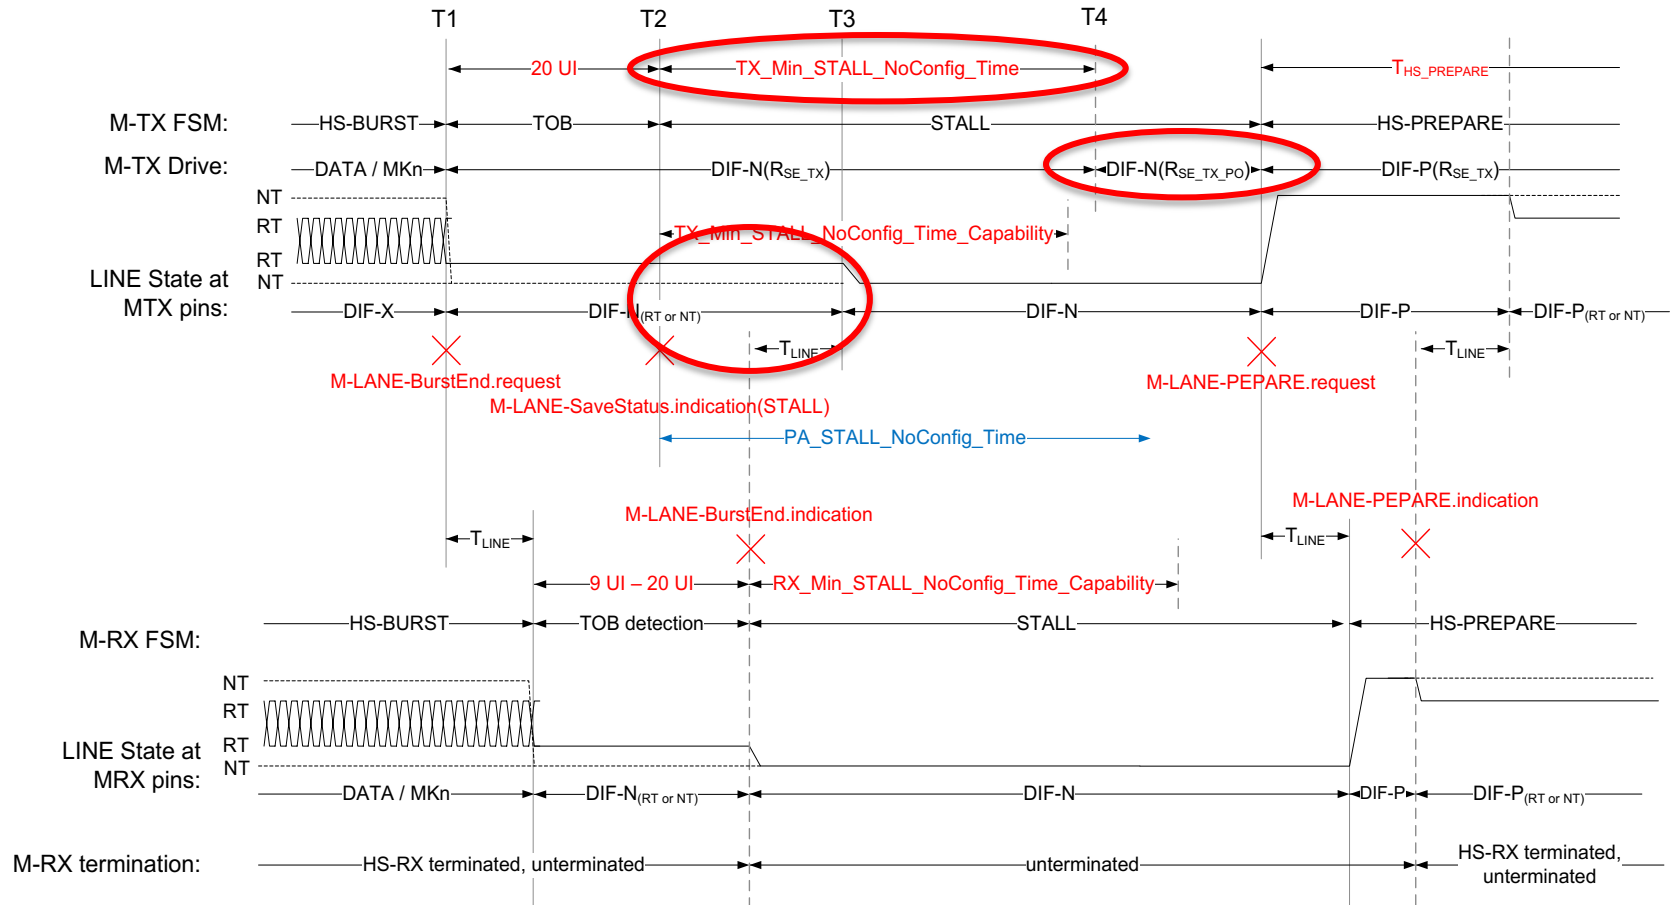 T1 T2 T3 T4
20 UI TX_Min_STALL_NoConfig_Time THS_PREPARE
M-TX FSM: HS-BURST TOB STALL HS-PREPARE
M-TX Drive: DATA / MKn DIF-N(RSE_TX) DIF-N(RSE_TX_PO) DIF-P(RSE_TX)
NT
RT
TX_Min_STALL_NoConfig_Time_Capability
RT
NT
LINE State at
MTX pins:
DIF-X DIF-N(RT or NT) DIF-N DIF-P DIF-P(RT or NT)
TLINE TLINE
M-LANE-BurstEnd.request M-LANE-PEPARE.request
M-LANE-SaveStatus.indication(STALL)
PA_STALL_NoConfig_Time
M-LANE-PEPARE.indication
M-LANE-BurstEnd.indication
TLINE TLINE
9 UI – 20 UI RX_Min_STALL_NoConfig_Time_Capability
M-RX FSM: HS-BURST TOB detection STALL HS-PREPARE
NT
RT
RT
NT
LINE State at
MRX pins:
DATA / MKn DIF-N(RT or NT) DIF-N DIF-P DIF-P(RT or NT)
M-RX termination: HS-RX terminated, unterminated unterminated HS-RX terminated,
unterminated